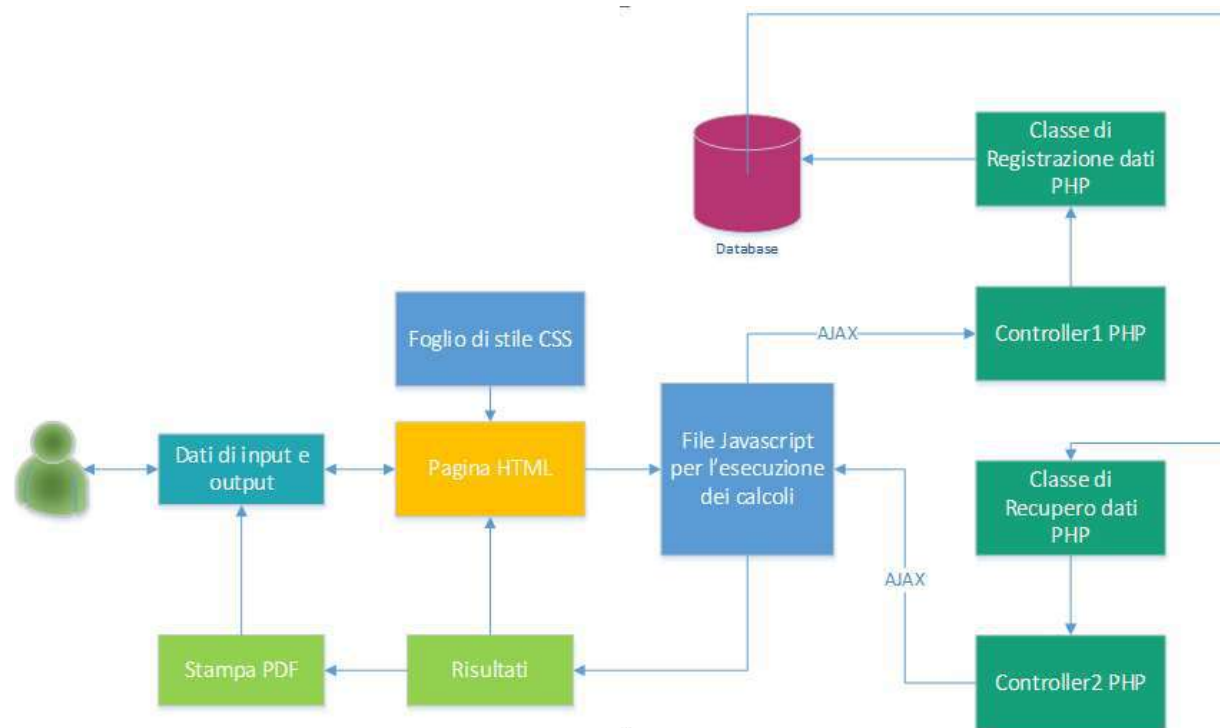 Classe di
Registrazione dati
PHP
Database
Foglio di stile CSS
AJAX
Controller1 PHP
Dati di input e
output
Pagina HTML
File Javascript
per l'esecuzione
dei calcoli
Classe di
Recupero dati
PHP
AJAX
Stampa PDF
Risultati
Controller2 PHP